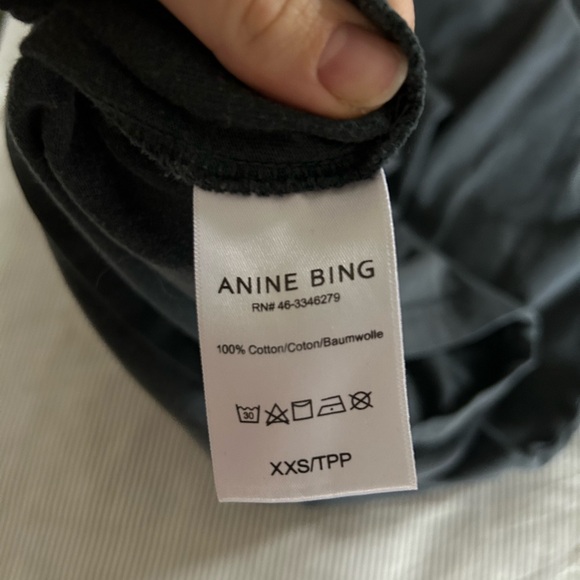 ANINE BING
RN# 46-3346279
100% Cotton/Coton/Baumwolle
30
XXS/TPP